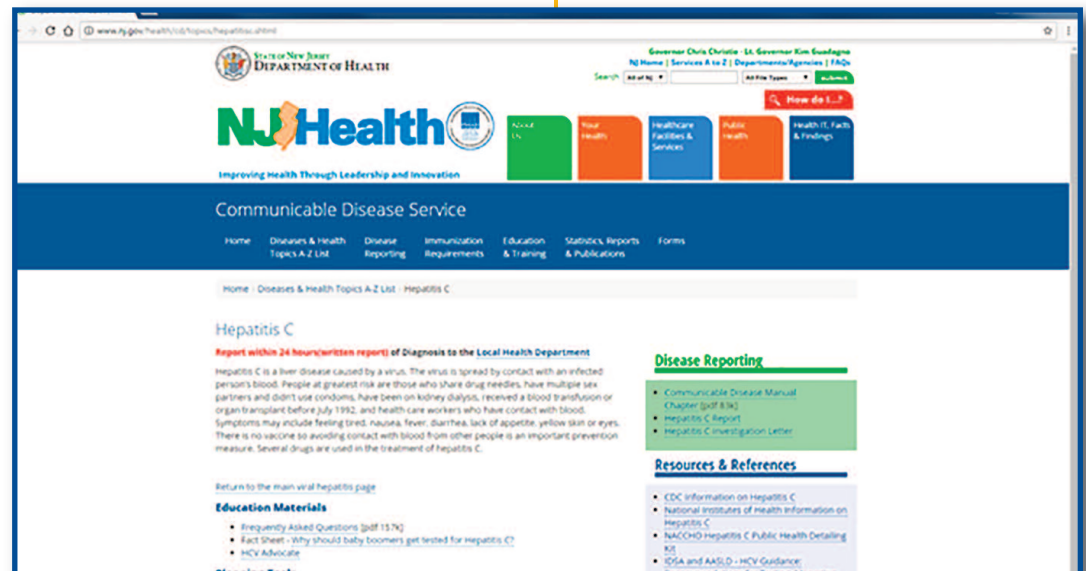 www.nj.gov/health/cd/topics/hepatitisc.shtml
STATE OF NEW JERSEY
DEPARTMENT OF HEALTH
Governor Chris Christie · Lt. Governor Kim Guadagno
NJ Home | Services A to Z | Departments/Agencies | FAQs
Search All of NJ All File Types submit
How do I...?
NJ Health
Improving Health Through Leadership and Innovation
About Us
Your Health
Healthcare Facilities & Services
Public Health
Health IT, Facts & Findings
Communicable Disease Service
Home
Diseases & Health Topics A-Z List
Disease Reporting
Immunization Requirements
Education & Training
Statistics, Reports & Publications
Forms
Home Diseases & Health Topics A-Z List Hepatitis C
Hepatitis C
Report within 24 hours(written report) of Diagnosis to the Local Health Department
Hepatitis C is a liver disease caused by a virus. The virus is spread by contact with an infected
person's blood. People at greatest risk are those who share drug needles, have multiple sex
partners and didn't use condoms, have been on kidney dialysis, received a blood transfusion or
organ transplant before July 1992, and health care workers who have contact with blood.
Symptoms may include feeling tired, nausea, fever, diarrhea, lack of appetite, yellow skin or eyes.
There is no vaccine so avoiding contact with blood from other people is an important prevention
measure. Several drugs are used in the treatment of hepatitis C.
Return to the main viral hepatitis page
Education Materials
Frequently Asked Questions [pdf 157k]
Fact Sheet - Why should baby boomers get tested for Hepatitis C?
HCV Advocate
Disease Reporting
Communicable Disease Manual
Chapter [pdf 83k]
Hepatitis C Report
Hepatitis C Investigation Letter
Resources & References
CDC Information on Hepatitis C
National Institutes of Health Information on
Hepatitis C
NACCHO Hepatitis C Public Health Detailing
Kit
IDSA and AASLD - HCV Guidance: